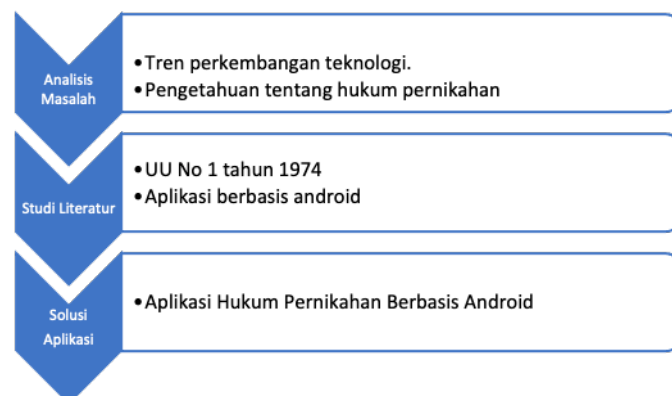 Analisis
Masalah
•Tren perkembangan teknologi.
•Pengetahuan tentang hukum pernikahan
Studi Literatur
•UU No 1 tahun 1974
•Aplikasi berbasis android
Solusi
Aplikasi
•Aplikasi Hukum Pernikahan Berbasis Android